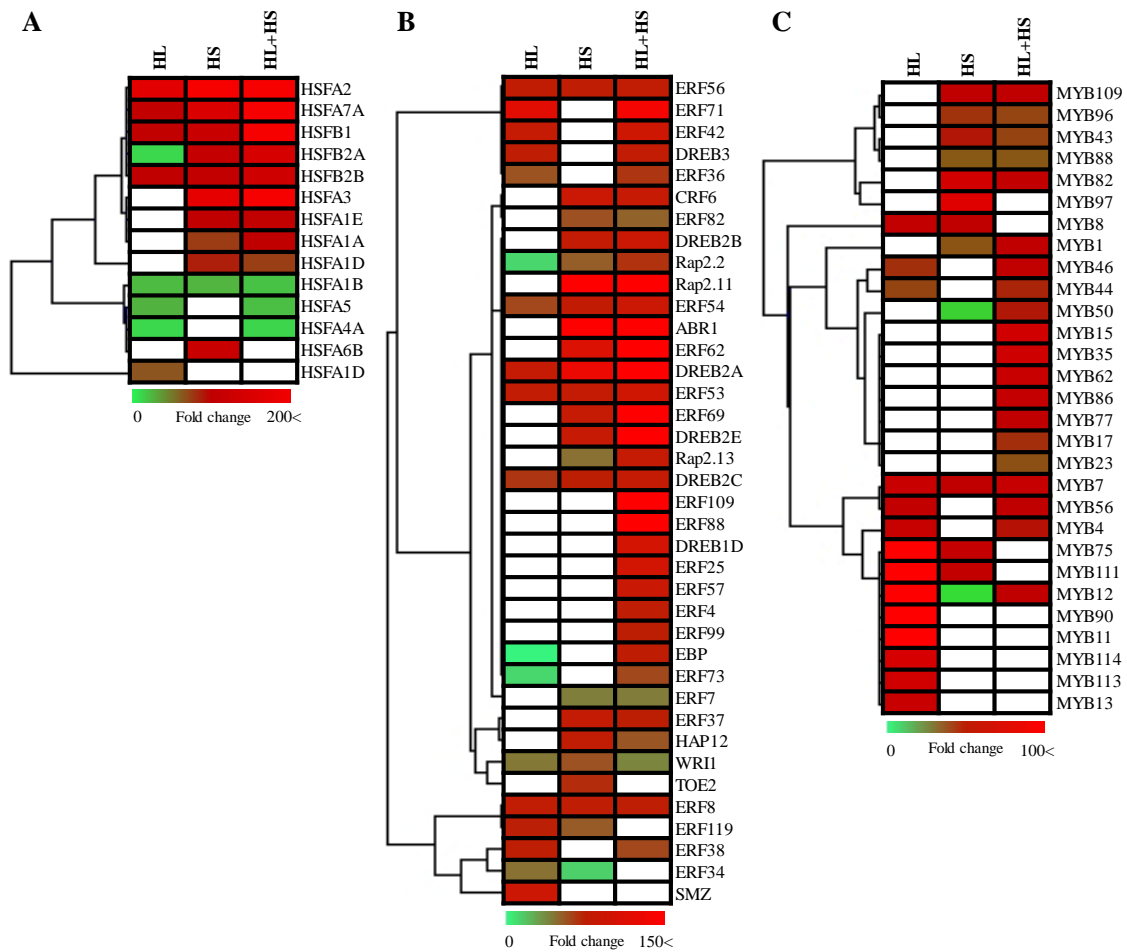 A
HL
HS
HL+HS
HSFA2
HSFA7A
HSFB1
HSFB2A
HSFB2B
HSFA3
HSFA1E
HSFA1A
HSFA1D
HSFA1B
HSFA5
HSFA4A
HSFA6B
HSFA1D
0 Fold change 200<
B
HL
HS
HL+HS
ERF56
ERF71
ERF42
DREB3
ERF36
CRF6
ERF82
DREB2B
Rap2.2
Rap2.11
ERF54
ABR1
ERF62
DREB2A
ERF53
ERF69
DREB2E
Rap2.13
DREB2C
ERF109
ERF88
DREB1D
ERF25
ERF57
ERF4
ERF99
EBP
ERF73
ERF7
ERF37
HAP12
WRI1
TOE2
ERF8
ERF119
ERF38
ERF34
SMZ
0 Fold change 150<
C
HL
HS
HL+HS
MYB109
MYB96
MYB43
MYB88
MYB82
MYB97
MYB8
MYB1
MYB46
MYB44
MYB50
MYB15
MYB35
MYB62
MYB86
MYB77
MYB17
MYB23
MYB7
MYB56
MYB4
MYB75
MYB111
MYB12
MYB90
MYB11
MYB114
MYB113
MYB13
0 Fold change 100<